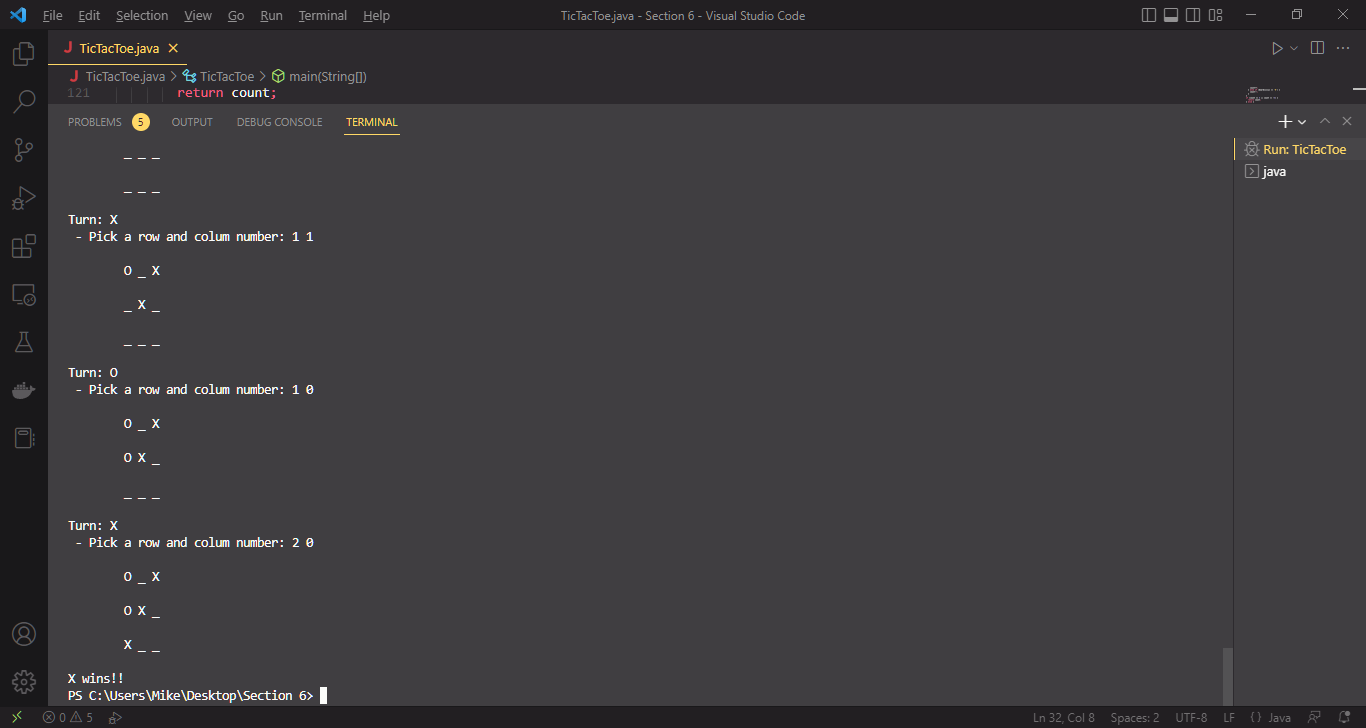 File Edit Selection View Go Run Terminal Help TicTacToe.java - Section 6 - Visual Studio Code
J TicTacToe.java
J TicTacToe.java > TicTacToe > main(String[])
121 return count;
PROBLEMS 5 OUTPUT DEBUG CONSOLE TERMINAL
Run: TicTacToe
java
_ _ _
_ _ _
Turn: X
- Pick a row and colum number: 1 1
O _ X
_ X _
_ _ _
Turn: O
- Pick a row and colum number: 1 0
O _ X
O X _
_ _ _
Turn: X
- Pick a row and colum number: 2 0
O _ X
O X _
X _ _
X wins!!
PS C:\Users\Mike\Desktop\Section 6>
0 5 Ln 32, Col 8 Spaces: 2 UTF-8 LF {} Java